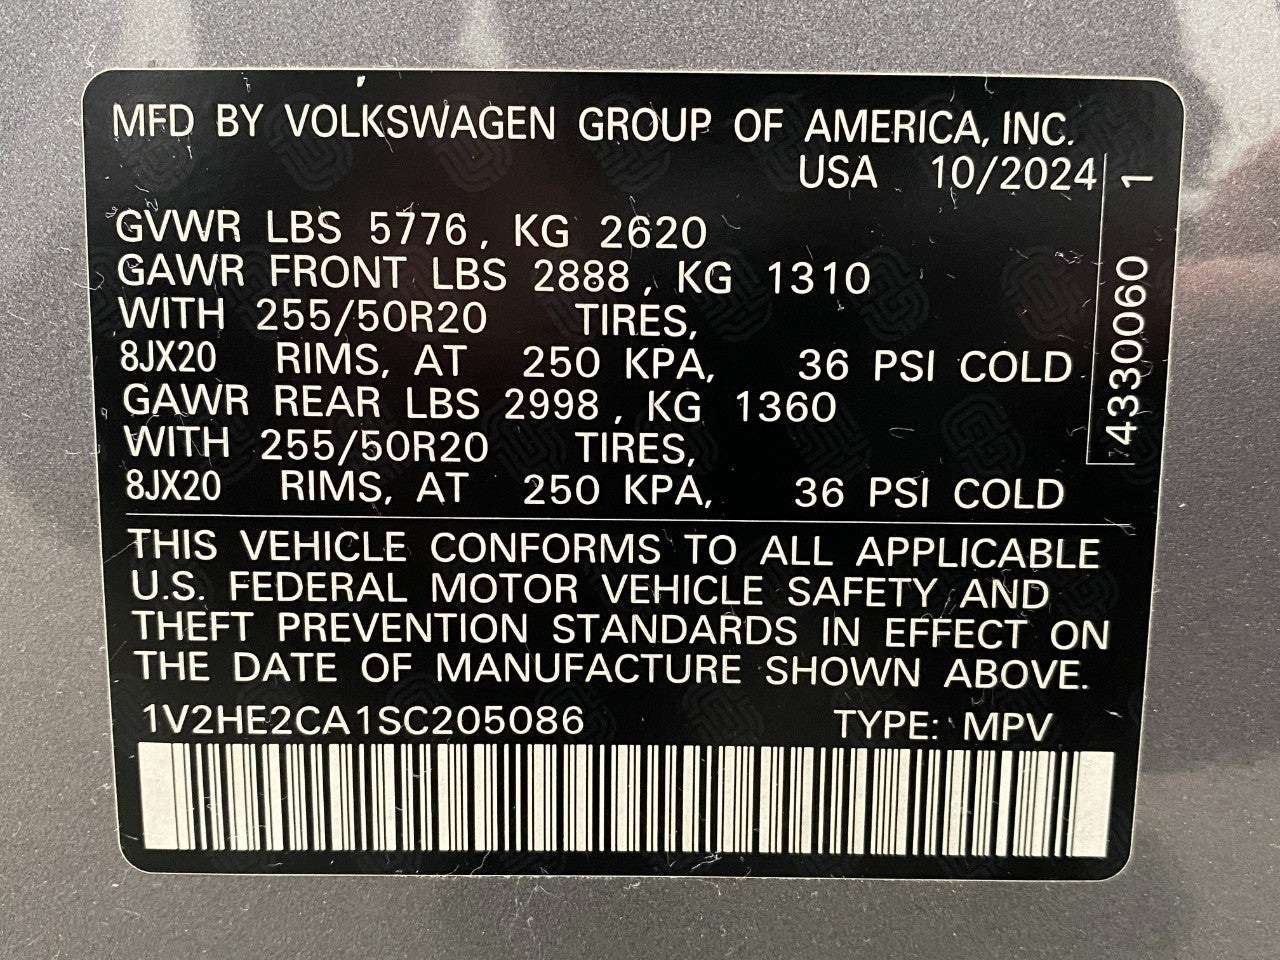 MFD BY VOLKSWAGEN GROUP OF AMERICA, INC.
USA 10/2024
GVWR LBS 5776, KG 2620
GAWR FRONT LBS 2888, KG 1310
WITH 255/50R20 TIRES,
8JX20 RIMS, AT 250 KPA, 36 PSI COLD
GAWR REAR LBS 2998, KG 1360
WITH 255/50R20 TIRES,
8JX20 RIMS, AT 250 KPA, 36 PSI COLD
4330060 1
THIS VEHICLE CONFORMS TO ALL APPLICABLE
U.S. FEDERAL MOTOR VEHICLE SAFETY AND
THEFT PREVENTION STANDARDS IN EFFECT ON
THE DATE OF MANUFACTURE SHOWN ABOVE.
1V2HE2CA1SC205086 TYPE: MPV